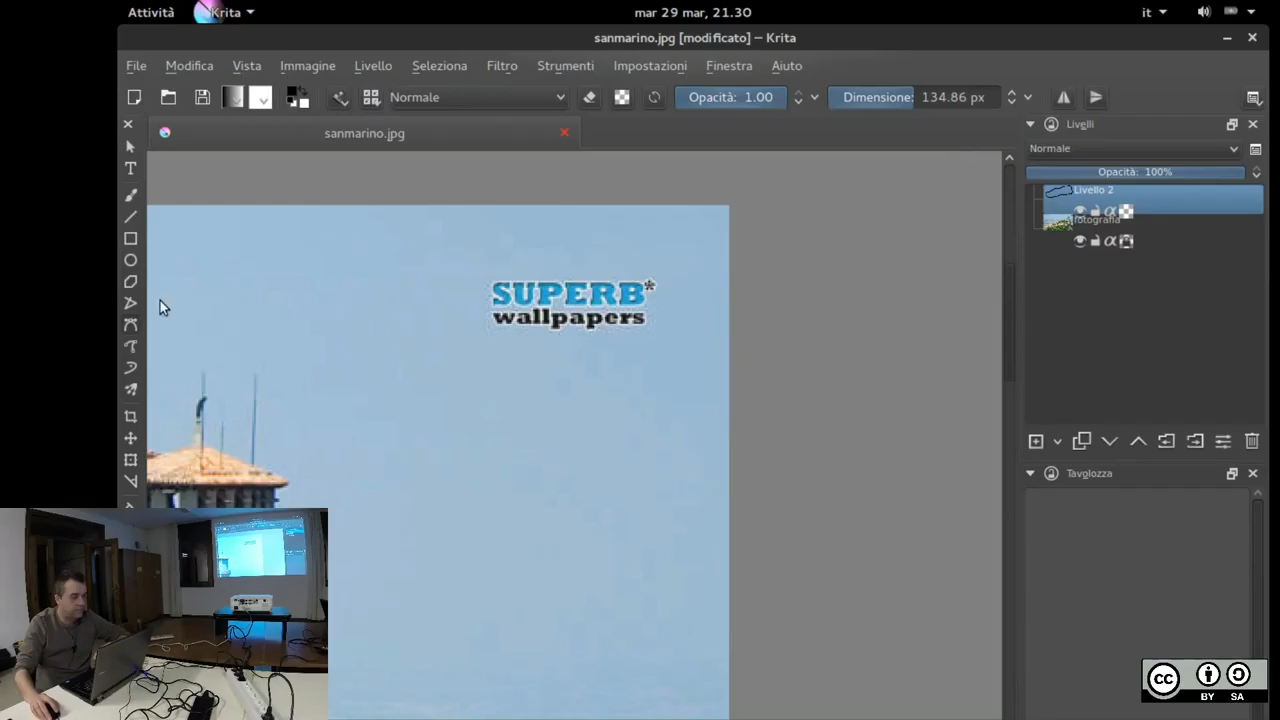 Attività
Krita
mar 29 mar, 21.30
it
sanmarino.jpg [modificato] – Krita
File Modifica Vista Immagine Livello Seleziona Filtro Strumenti Impostazioni Finestra Aiuto
Normale
Opacità: 1.00
Dimensione: 134.86 px
sanmarino.jpg
Livelli
Normale
Opacità: 100%
Livello 2
fotografia
SUPERB*
wallpapers
T
Tavolozza
cc
BY SA